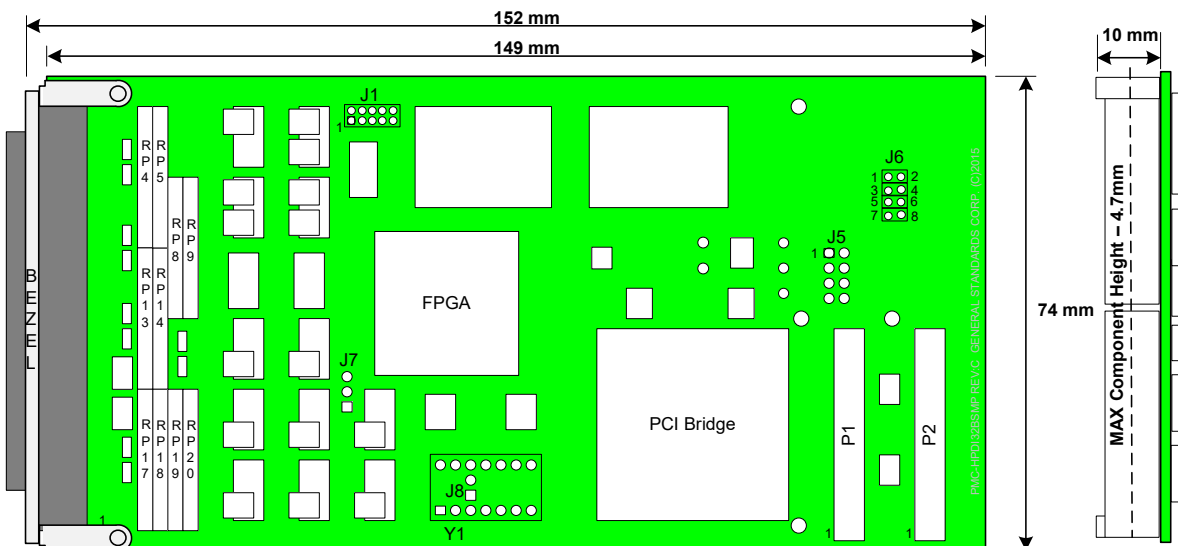 152 mm
149 mm
10 mm
J1
1
RP4
RP5
RP8
RP9
RP13
RP14
RP17
RP18
RP19
RP20
BEZEL
1
FPGA
J7
J8
Y1
PCI Bridge
J6
1 2
3 4
5 6
7 8
J5
1
P1
1
P2
1
PMC-HPDI32BSMP REV C GENERAL STANDARDS CORP. (C)2015
74 mm
MAX Component Height – 4.7mm